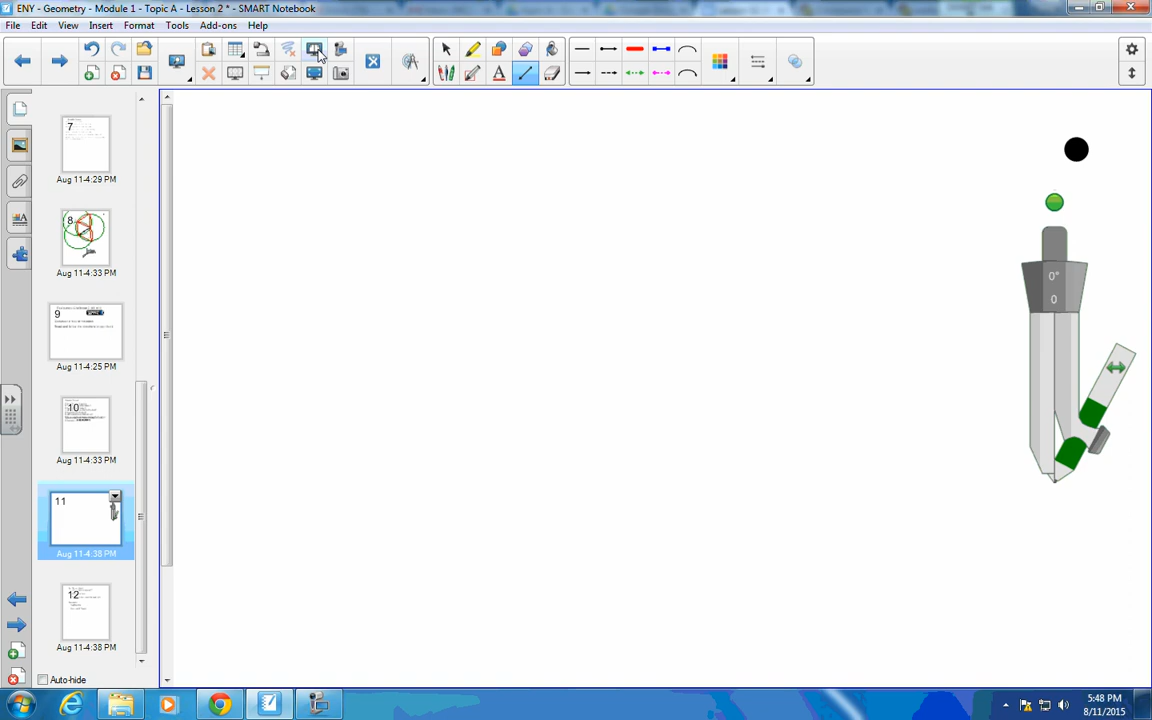 ENY - Geometry - Module 1 - Topic A - Lesson 2 * - SMART Notebook
File Edit View Insert Format Tools Add-ons Help
7
Aug 11-4:29 PM
8
Aug 11-4:33 PM
9
Aug 11-4:25 PM
10
Aug 11-4:33 PM
11
Aug 11-4:38 PM
12
Aug 11-4:38 PM
Auto-hide
0°
0
5:48 PM
8/11/2015